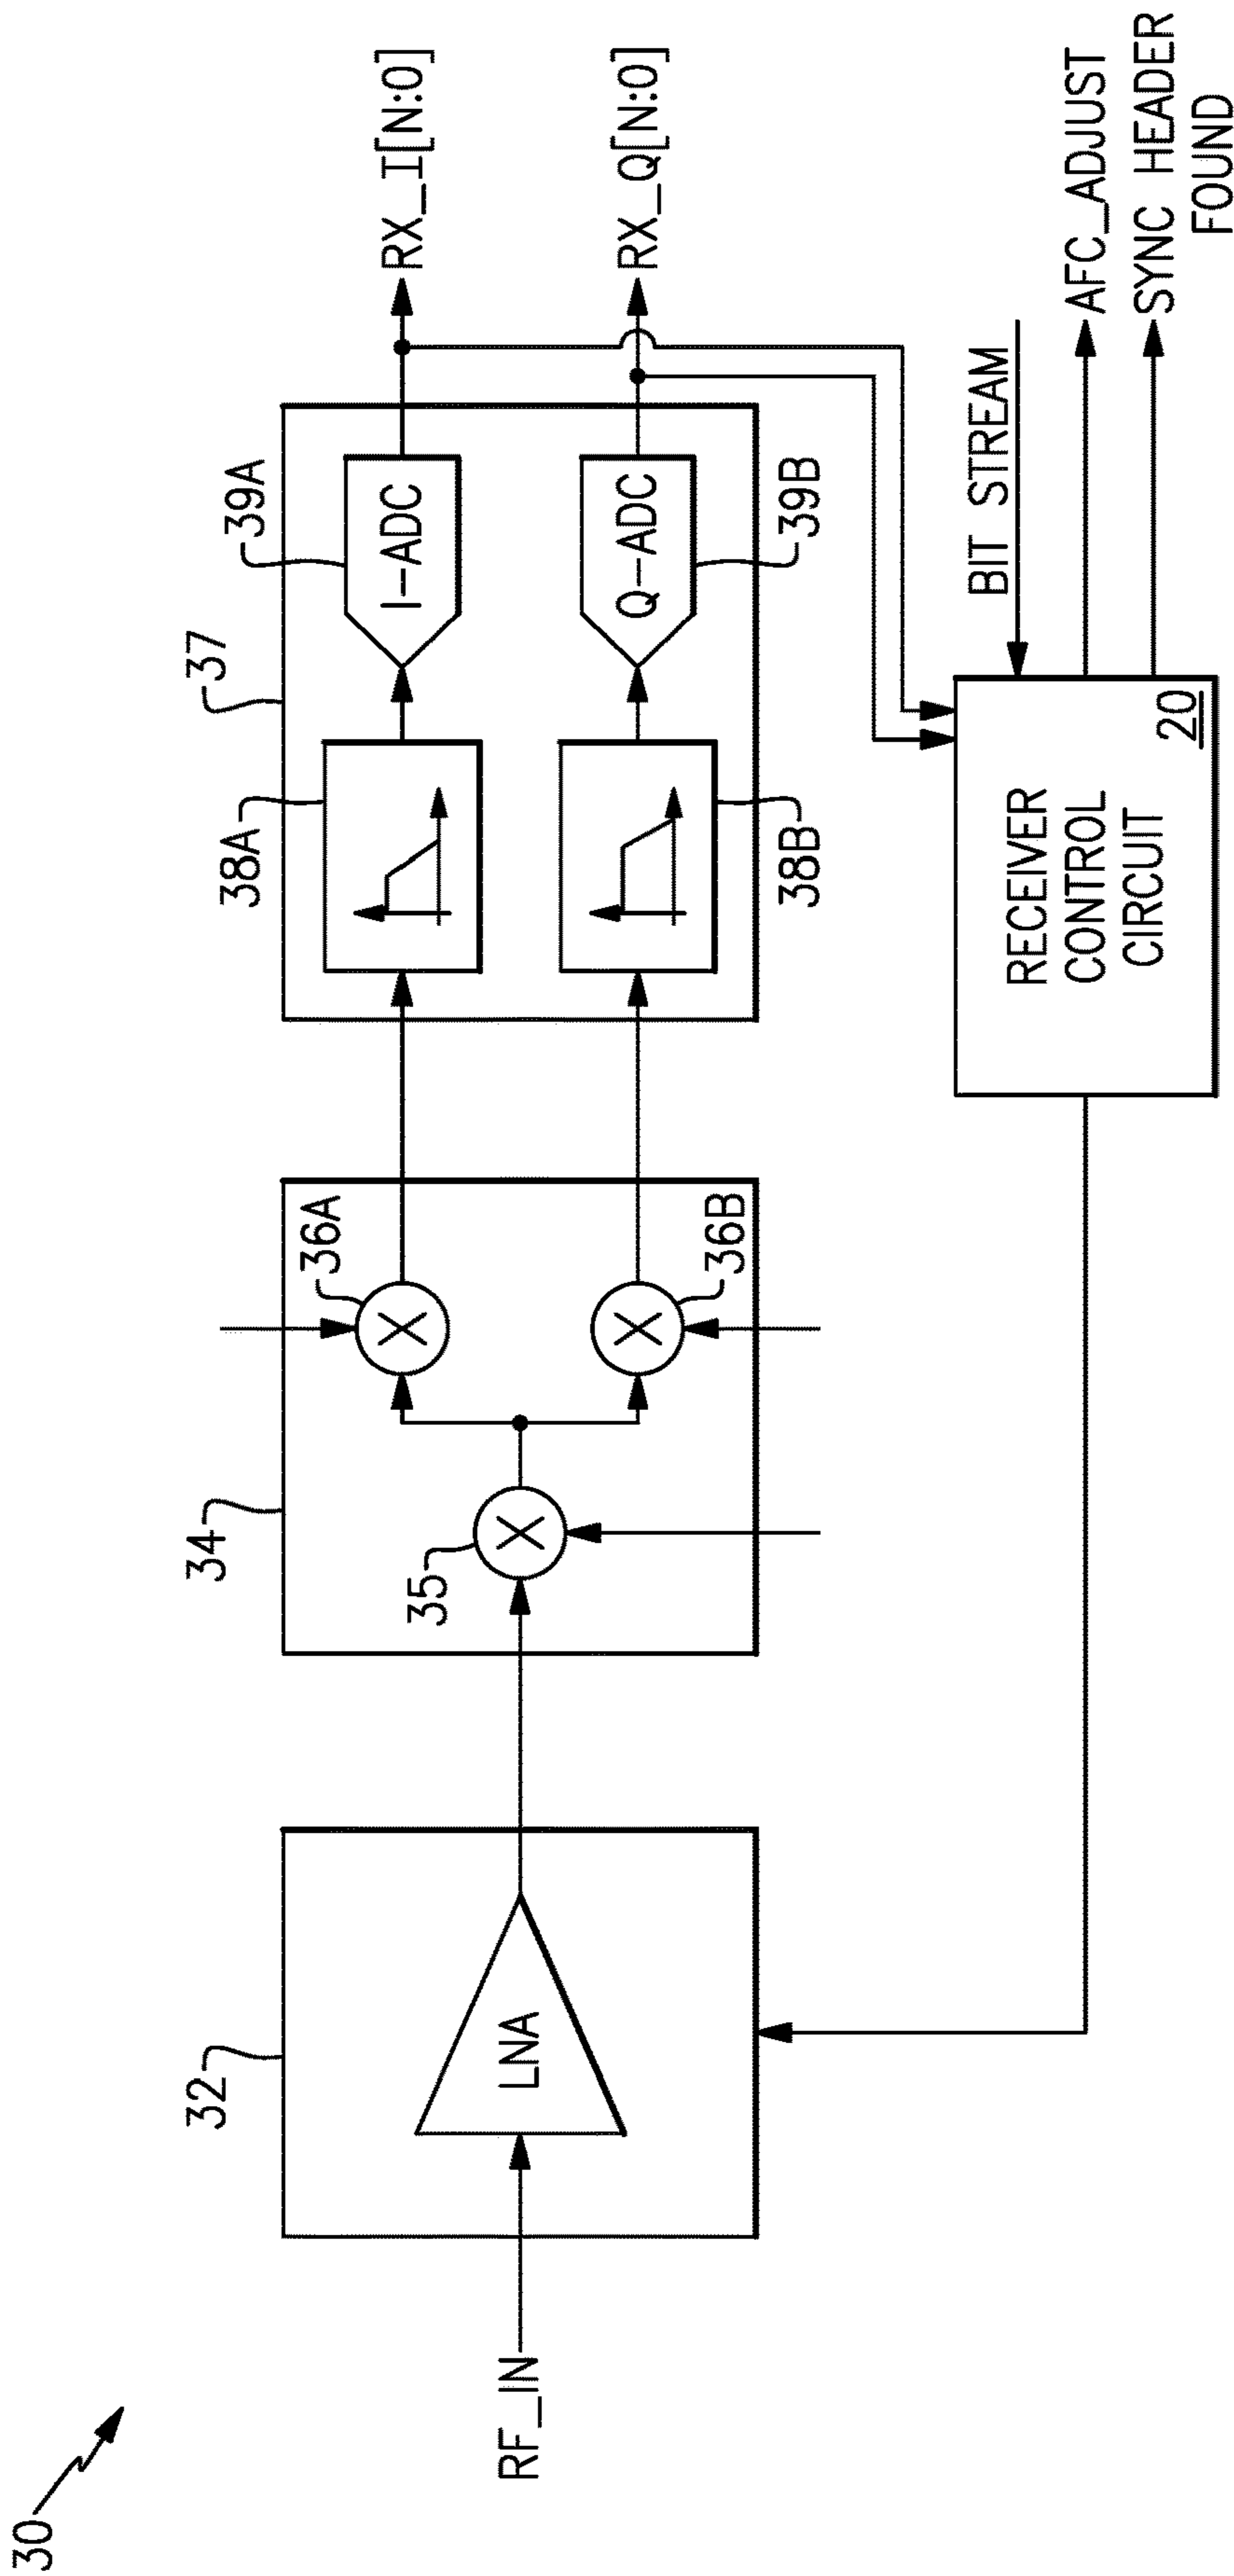 30
RF_IN
32
LNA
34
35
36A
36B
37
38A
39A
I-ADC
38B
39B
Q-ADC
RX_I[N:0]
RX_Q[N:0]
RECEIVER
CONTROL
CIRCUIT
20
BIT STREAM
AFC_ADJUST
SYNC HEADER
FOUND